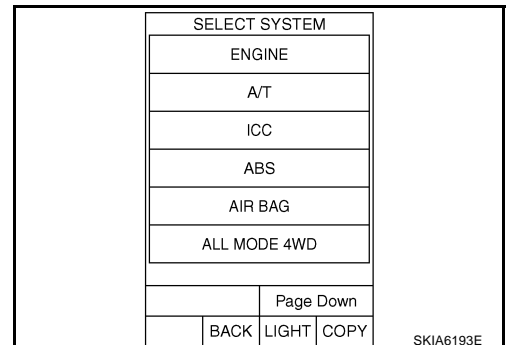 SELECT SYSTEM
ENGINE
A/T
ICC
ABS
AIR BAG
ALL MODE 4WD
Page Down
BACK LIGHT COPY
SKIA6193E